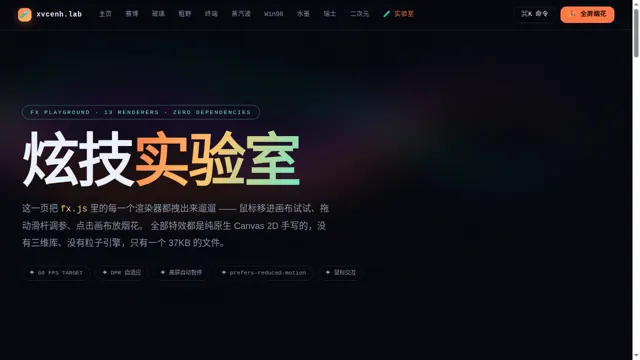 xvcenh.lab
主页 赛博 玻璃 粗野 终端 蒸汽波 Win98 水墨 瑞士 二次元 🧪 实验室
⌘K 命令
🎉 全屏烟花
FX PLAYGROUND · 13 RENDERERS · ZERO DEPENDENCIES
炫技实验室
这一页把 fx.js 里的每一个渲染器都拽出来遛遛 —— 鼠标移进画布试试、拖
动滑杆调参、点击画布放烟花。 全部特效都是纯原生 Canvas 2D 手写的，没
有三维库、没有粒子引擎，只有一个 37KB 的文件。
✦ 60 FPS TARGET ✦ DPR 自适应 ✦ 离屏自动暂停 ✦ prefers-reduced-motion ✦ 鼠标交互